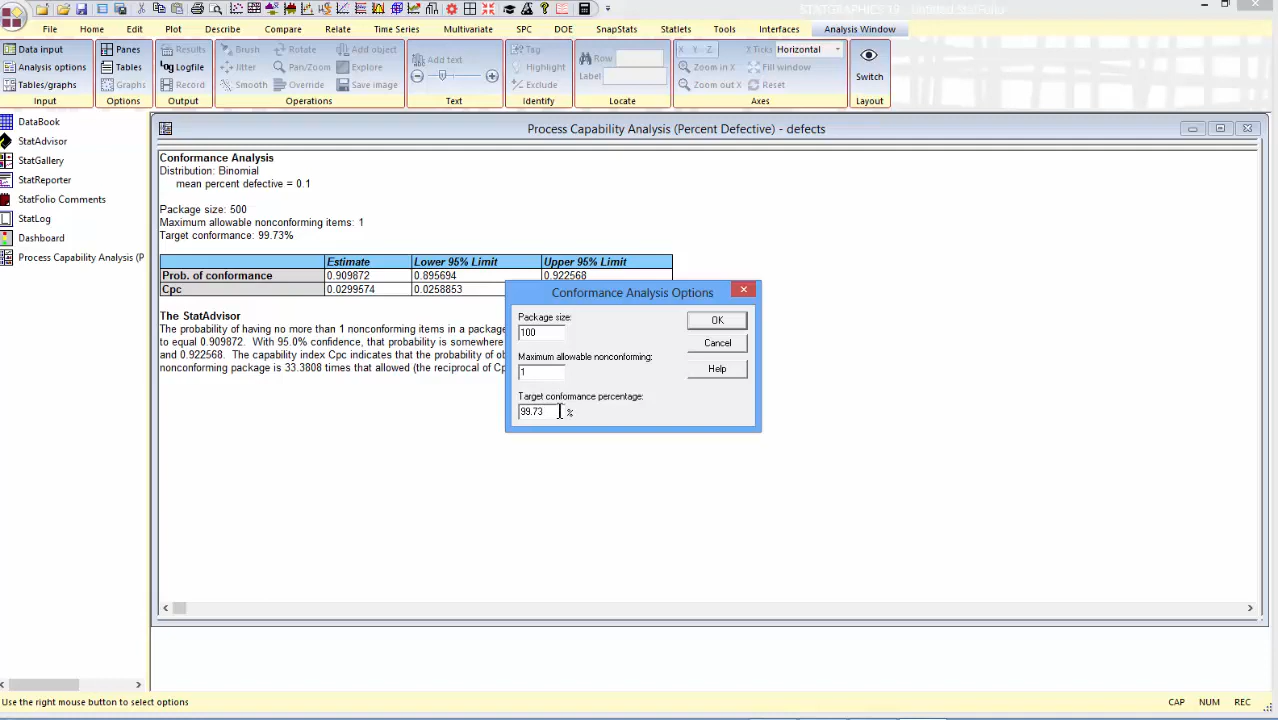 STATGRAPHICS 19 - Untitled StatFolio
File Home Edit Plot Describe Compare Relate Time Series Multivariate SPC DOE SnapStats Statlets Tools Interfaces Analysis Window
Data input Panes Results Brush Rotate Add object Add text Tag Row X Y Z X Ticks Horizontal
Analysis options Tables Logfile Jitter Pan/Zoom Explore Highlight Label Zoom in X Fill window Switch
Tables/graphs Graphs Record Smooth Override Save image Exclude Zoom out X Reset
Input Options Output Operations Text Identify Locate Axes Layout
DataBook
StatAdvisor
StatGallery
StatReporter
StatFolio Comments
StatLog
Dashboard
Process Capability Analysis (P
Process Capability Analysis (Percent Defective) - defects
Conformance Analysis
Distribution: Binomial
mean percent defective = 0.1
Package size: 500
Maximum allowable nonconforming items: 1
Target conformance: 99.73%
Estimate Lower 95% Limit Upper 95% Limit
Prob. of conformance 0.909872 0.895694 0.922568
Cpc 0.0299574 0.0258853
The StatAdvisor
The probability of having no more than 1 nonconforming items in a package
to equal 0.909872. With 95.0% confidence, that probability is somewhere
and 0.922568. The capability index Cpc indicates that the probability of ob
nonconforming package is 33.3808 times that allowed (the reciprocal of Cp
Conformance Analysis Options
Package size:
100
OK
Cancel
Maximum allowable nonconforming:
1
Help
Target conformance percentage:
99.73 %
Use the right mouse button to select options CAP NUM REC